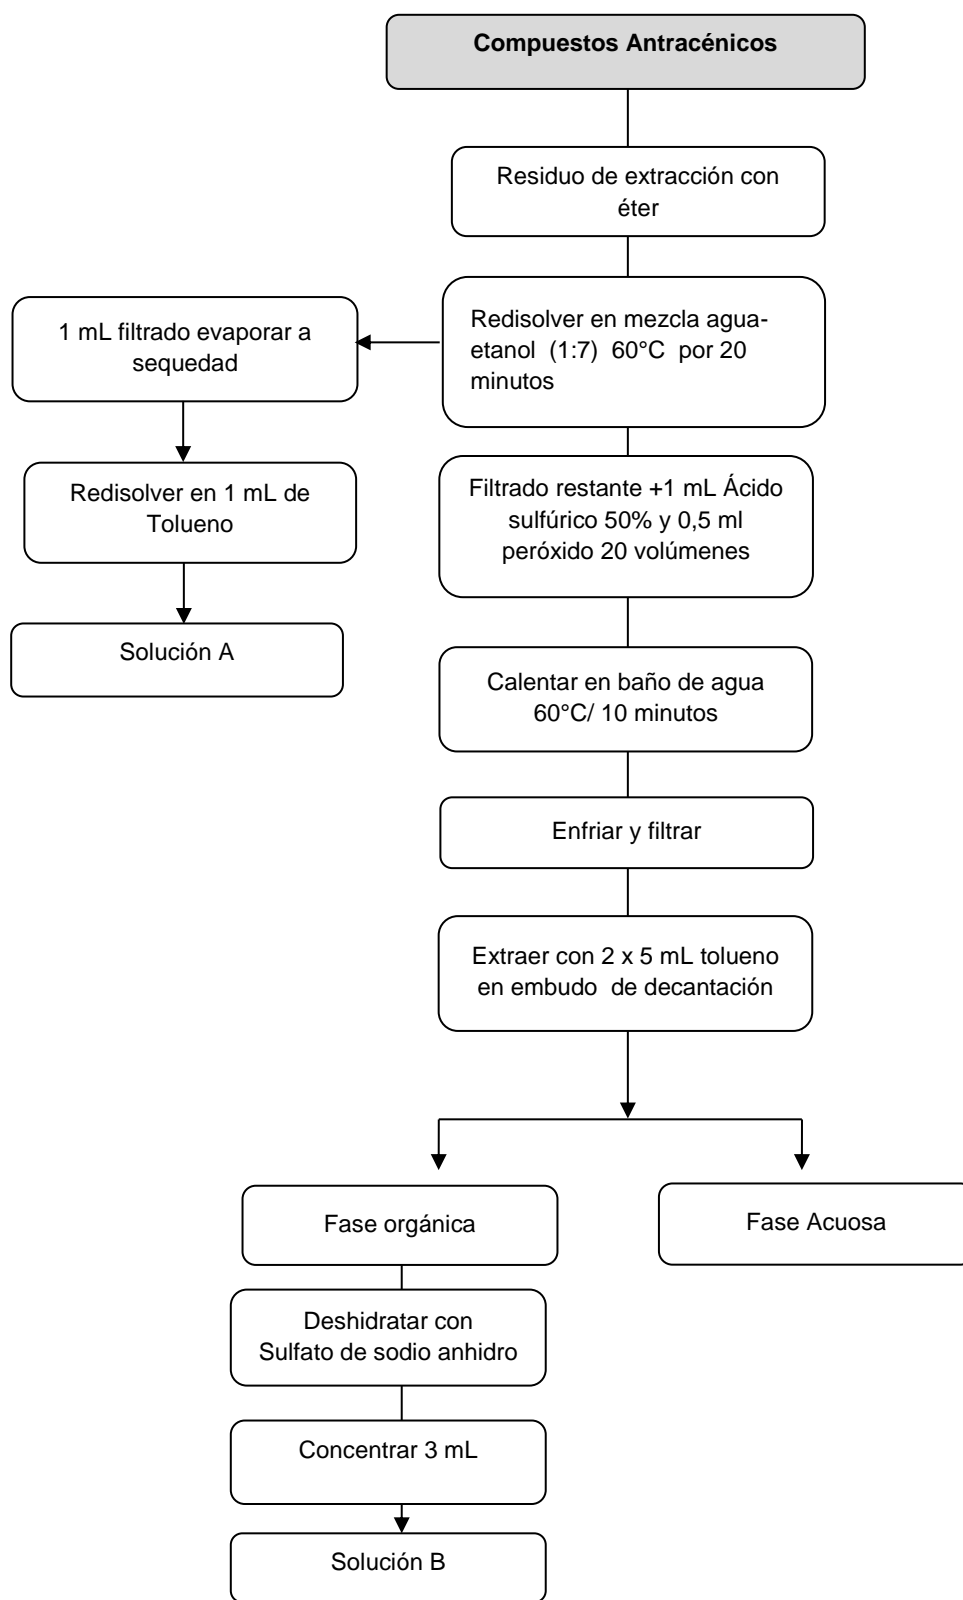 Compuestos Antracénicos
Residuo de extracción con
éter
Redisolver en mezcla agua-
etanol (1:7) 60°C por 20
minutos
1 mL filtrado evaporar a
sequedad
Redisolver en 1 mL de
Tolueno
Solución A
Filtrado restante +1 mL Ácido
sulfúrico 50% y 0,5 ml
peróxido 20 volúmenes
Calentar en baño de agua
60°C/ 10 minutos
Enfriar y filtrar
Extraer con 2 x 5 mL tolueno
en embudo de decantación
Fase orgánica
Fase Acuosa
Deshidratar con
Sulfato de sodio anhidro
Concentrar 3 mL
Solución B